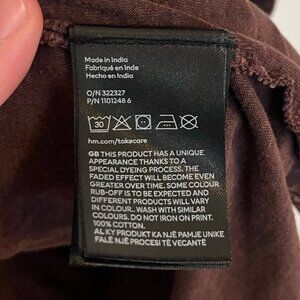 Made in India
Fabriqué en Inde
Hecho en India
O/N 322327
P/N 1101248 6
30
hm.com/takecare
GB THIS PRODUCT HAS A UNIQUE
APPEARANCE THANKS TO A
SPECIAL DYEING PROCESS. THE
FADED EFFECT WILL BECOME EVEN
GREATER OVER TIME. SOME COLOUR
RUB-OFF IS TO BE EXPECTED AND
DIFFERENT PRODUCTS WILL VARY
IN COLOUR.. WASH WITH SIMILAR
COLOURS. DO NOT IRON ON PRINT.
100% COTTON.
AL KY PRODUKT KA NJË PAMJE UNIKE
FALË NJË PROCESI TË VEÇANTË